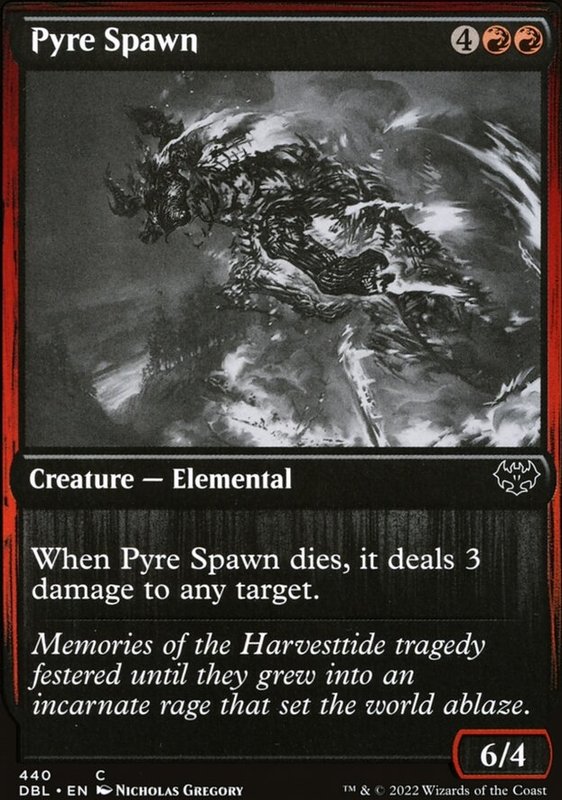 Pyre Spawn 4
Creature — Elemental
When Pyre Spawn dies, it deals 3
damage to any target.
Memories of the Harvesttide tragedy
festered until they grew into an
incarnate rage that set the world ablaze.
6/4
440 C
DBL • EN Nicholas Gregory ™ & © 2022 Wizards of the Coast